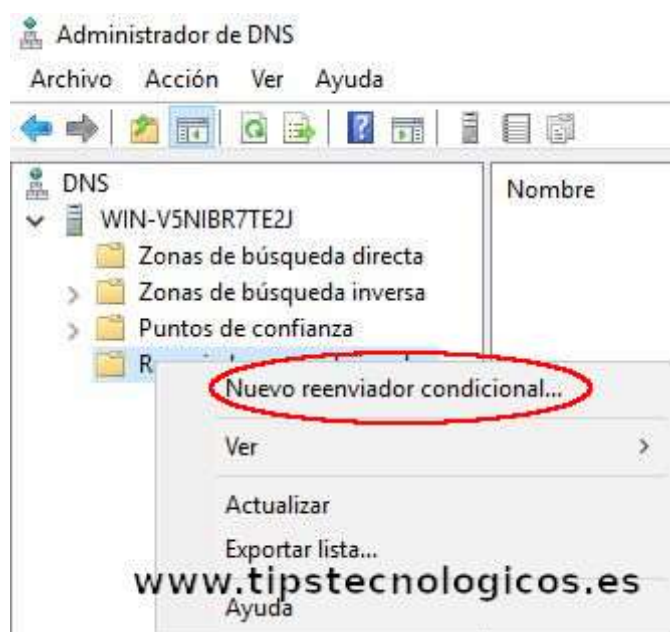 Administrador de DNS
Archivo Acción Ver Ayuda
DNS
Nombre
WIN-V5NIBR7TE2J
Zonas de búsqueda directa
Zonas de búsqueda inversa
Puntos de confianza
Nuevo reenviador condicional...
Ver
Actualizar
Exportar lista...
www.tipstecnologicos.es
Ayuda